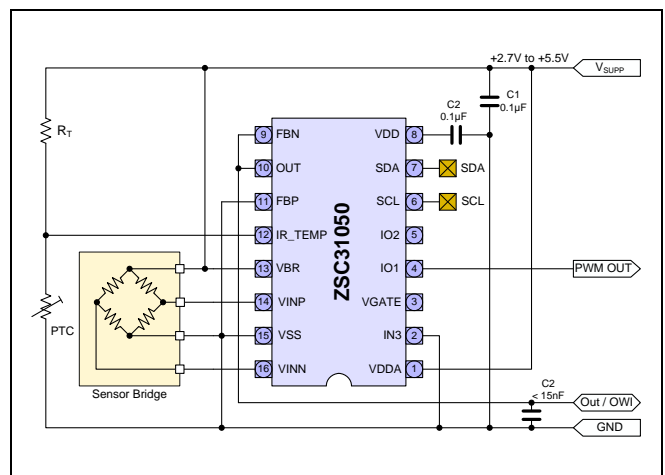 +2.7V to +5.5V
V_SUPP
C1
0.1µF
C2
0.1µF
R_T
9 FBN
VDD 8
10 OUT
SDA 7
SDA
11 FBP
SCL 6
SCL
12 IR_TEMP
IO2 5
13 VBR
IO1 4
PWM OUT
14 VINP
VGATE 3
15 VSS
IN3 2
16 VINN
VDDA 1
ZSC31050
PTC
Sensor Bridge
C2
< 15nF
Out / OWI
GND